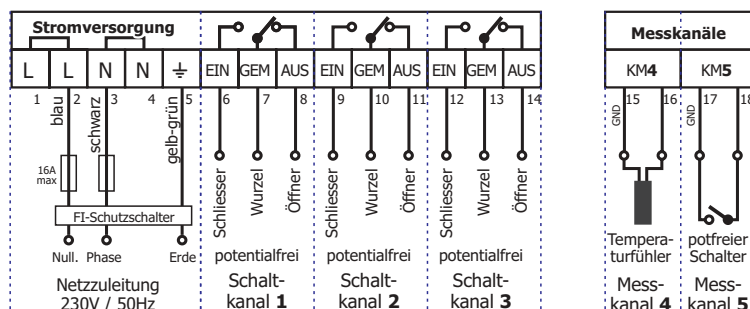 Stromversorgung
Messkanäle
L L N N EIN GEM AUS EIN GEM AUS EIN GEM AUS
KM4 KM5
1 2 3 4 5 6 7 8 9 10 11 12 13 14
15 16 17 18
blau
schwarz
gelb-grün
GND
GND
16A
max
Schliesser
Wurzel
Öffner
Schliesser
Wurzel
Öffner
Schliesser
Wurzel
Öffner
FI-Schutzschalter
Null. Phase Erde
potentialfrei
potentialfrei
potentialfrei
Tempera-
turfühler
potfreier
Schalter
Netzzuleitung
230V / 50Hz
Schalt-
kanal 1
Schalt-
kanal 2
Schalt-
kanal 3
Mess-
kanal 4
Mess-
kanal 5